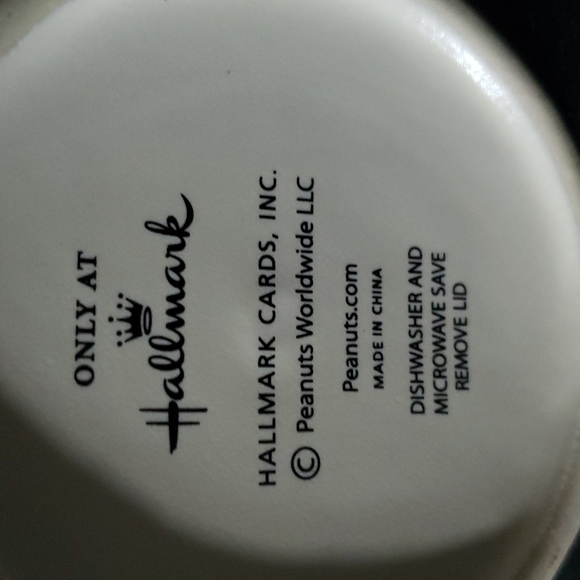 ONLY AT
Hallmark
HALLMARK CARDS, INC.
© Peanuts Worldwide LLC
Peanuts.com
MADE IN CHINA
DISHWASHER AND
MICROWAVE SAVE
REMOVE LID